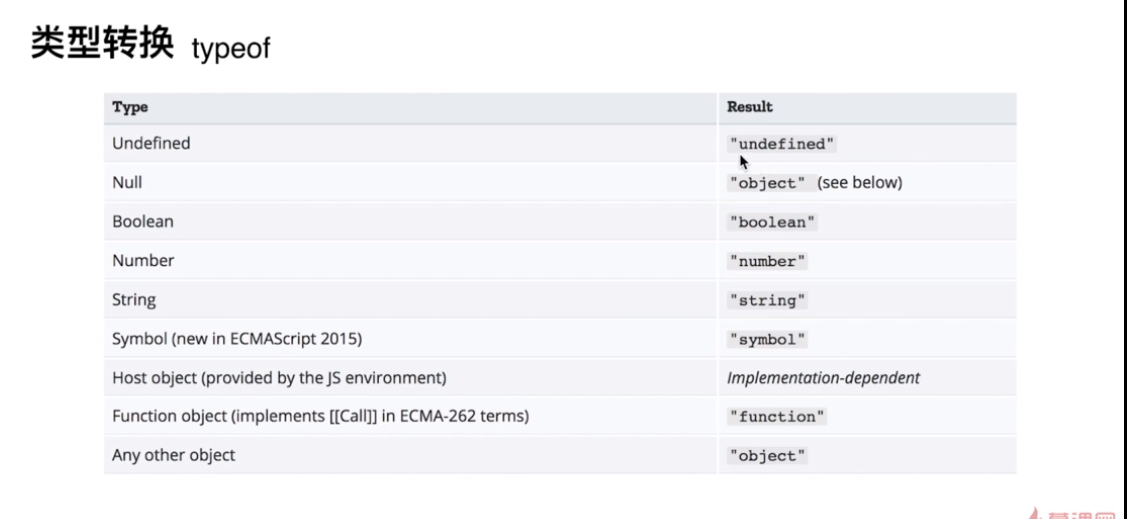 类型转换 typeof
Type Result
Undefined "undefined"
Null "object" (see below)
Boolean "boolean"
Number "number"
String "string"
Symbol (new in ECMAScript 2015) "symbol"
Host object (provided by the JS environment) Implementation-dependent
Function object (implements [[Call]] in ECMA-262 terms) "function"
Any other object "object"